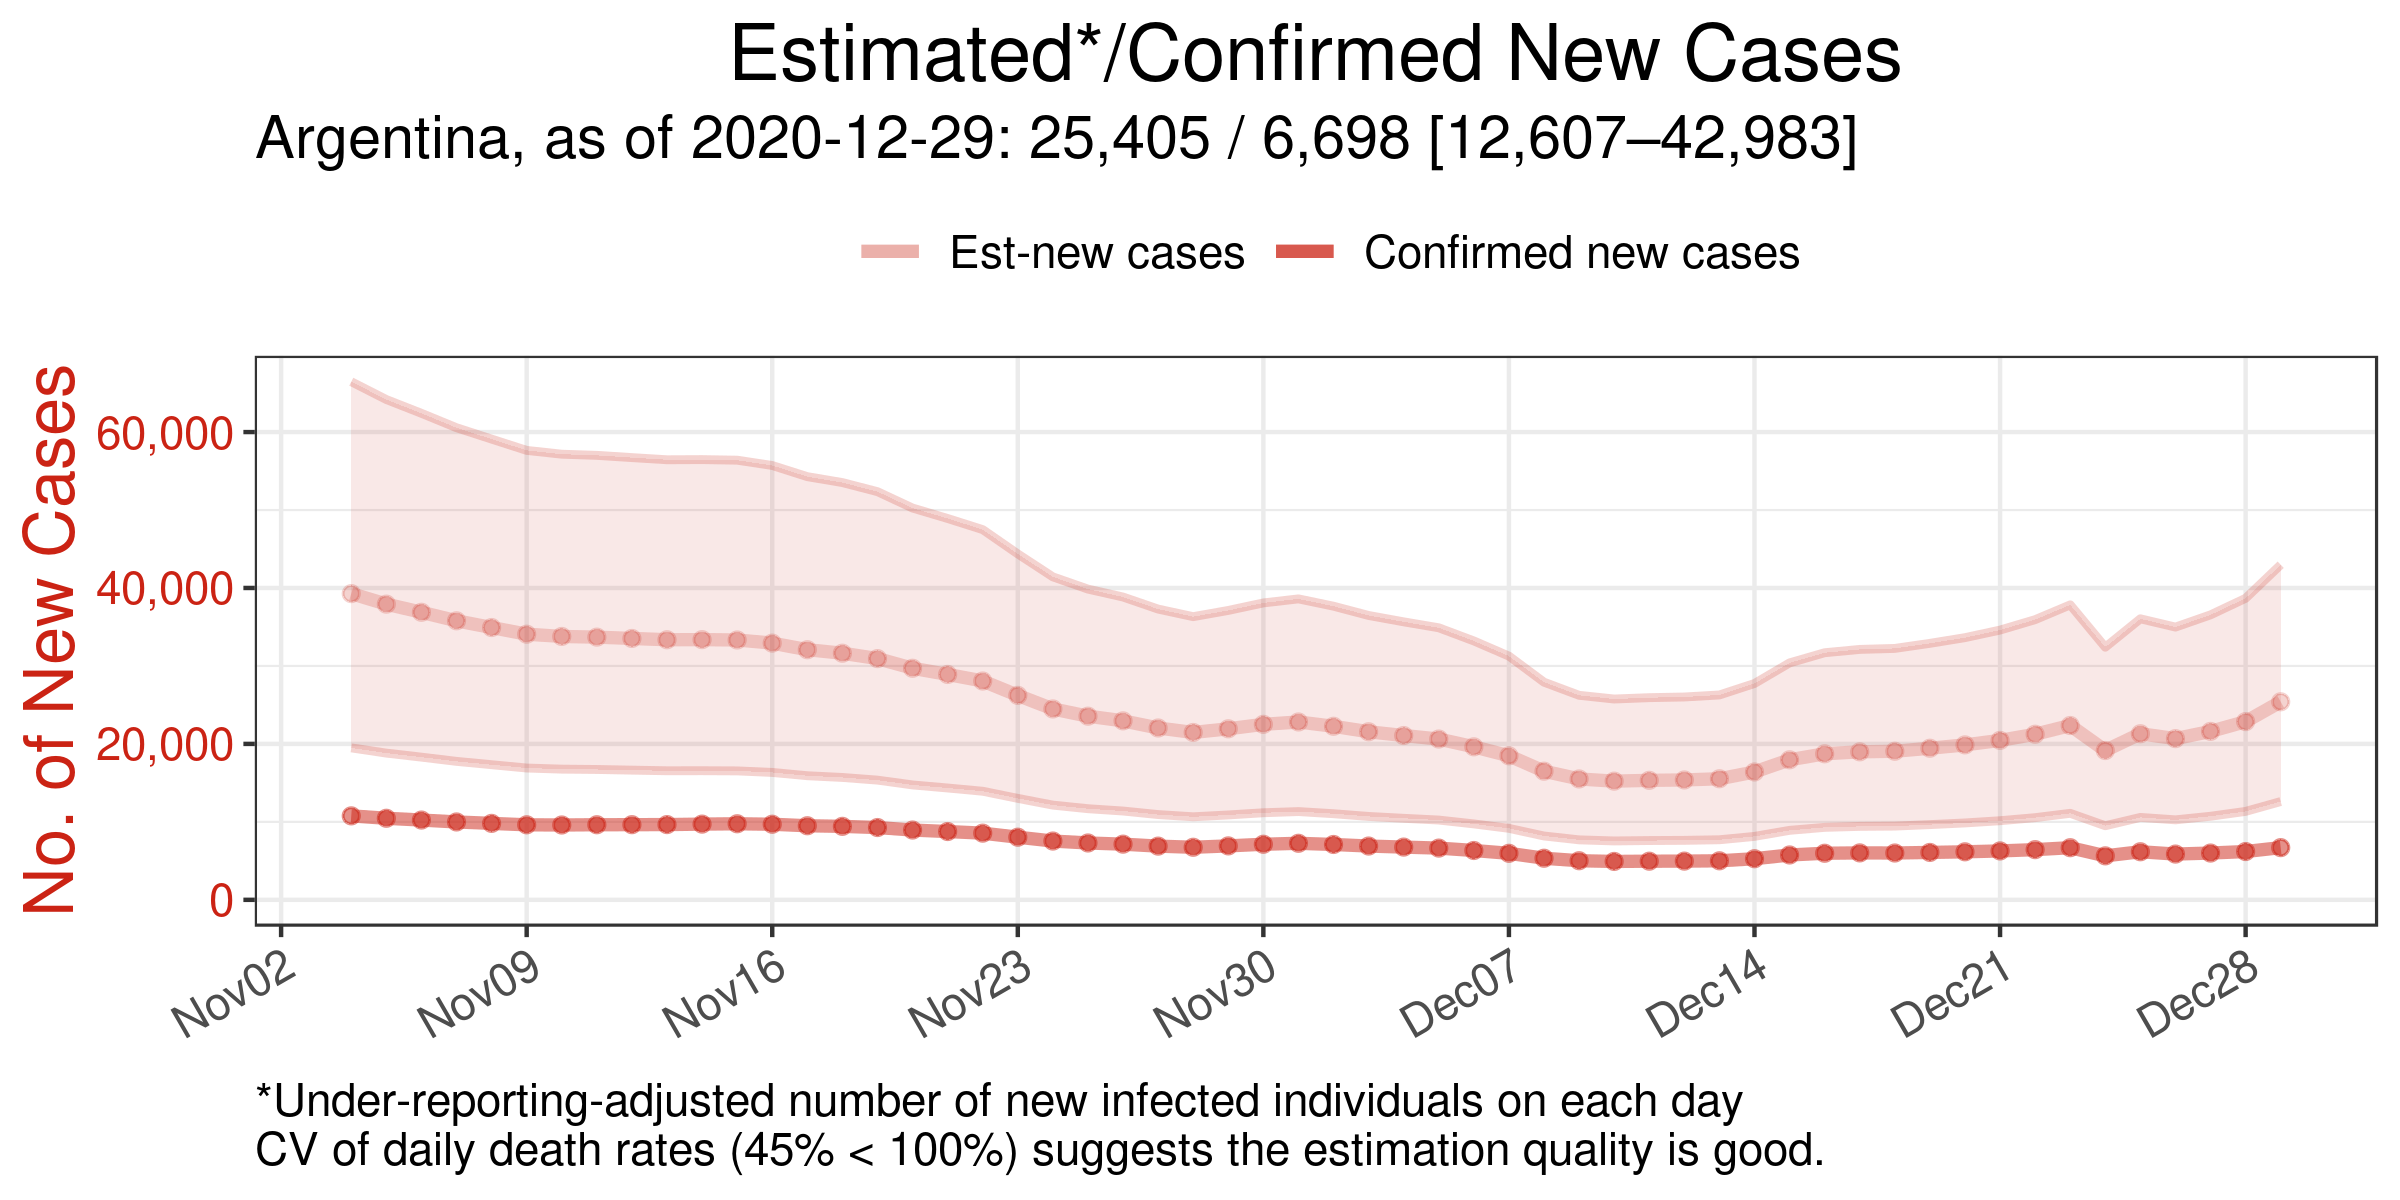 Estimated*/Confirmed New Cases
Argentina, as of 2020-12-29: 25,405 / 6,698 [12,607–42,983]
Est-new cases
Confirmed new cases
No. of New Cases
60,000
40,000
20,000
0
Nov02
Nov09
Nov16
Nov23
Nov30
Dec07
Dec14
Dec21
Dec28
*Under-reporting-adjusted number of new infected individuals on each day
CV of daily death rates (45% < 100%) suggests the estimation quality is good.